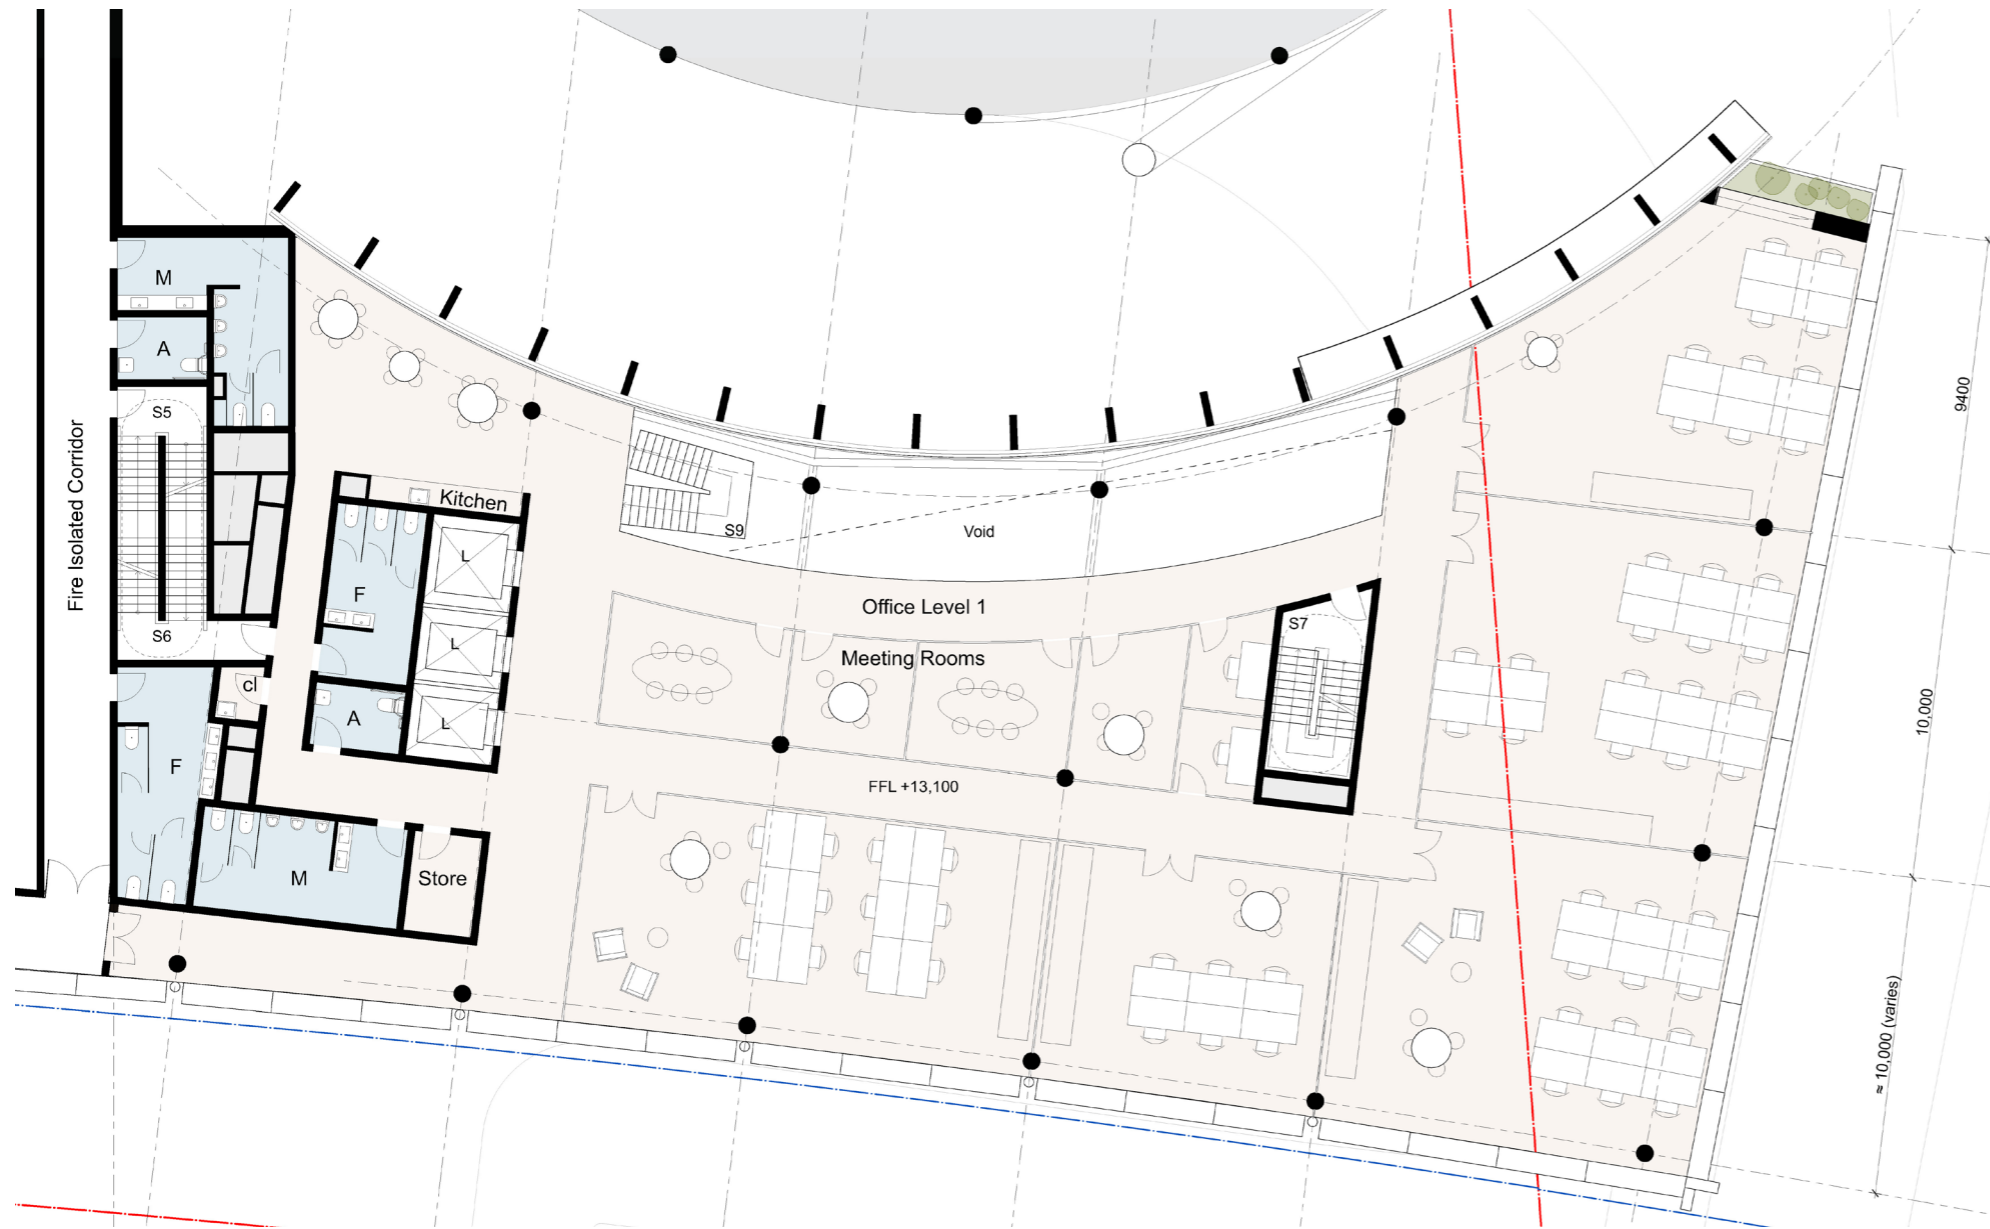 M
A
S5
Fire Isolated Corridor
S6
cl
F
M
Store
Kitchen
F
A
L
L
L
S9
Void
Office Level 1
Meeting Rooms
S7
FFL +13,100
9400
10,000
≈ 10,000 (varies)